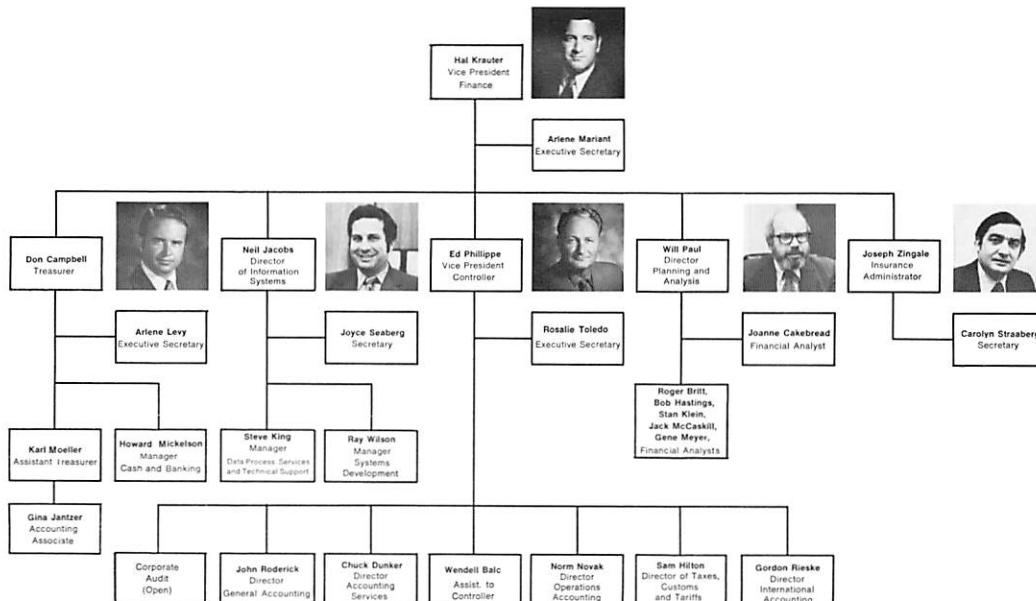 Hal Krauter
Vice President
Finance
Arlene Mariant
Executive Secretary
Don Campbell
Treasurer
Neil Jacobs
Director
of Information
Systems
Ed Phillippe
Vice President
Controller
Will Paul
Director
Planning and
Analysis
Joseph Zingale
Insurance
Administrator
Arlene Levy
Executive Secretary
Joyce Seaberg
Secretary
Rosalie Toledo
Executive Secretary
Joanne Cakebread
Financial Analyst
Carolyn Straaberg
Secretary
Karl Moeller
Assistant Treasurer
Howard Mickelson
Manager
Cash and Banking
Steve King
Manager
Data Process Services
and Technical Support
Ray Wilson
Manager
Systems
Development
Roger Britt,
Bob Hastings,
Stan Klein,
Jack McCaskill,
Gene Meyer,
Financial Analysts
Gina Jantzer
Accounting
Associste
Corporate
Audit
(Open)
John Roderick
Director
General Accounting
Chuck Dunker
Director
Accounting
Services
Wendell Balc
Assist. to
Controller
Norm Novak
Director
Operations
Accounting
Sam Hilton
Director of Taxes,
Customs
and Tariffs
Gordon Rieske
Director
International
Accounting